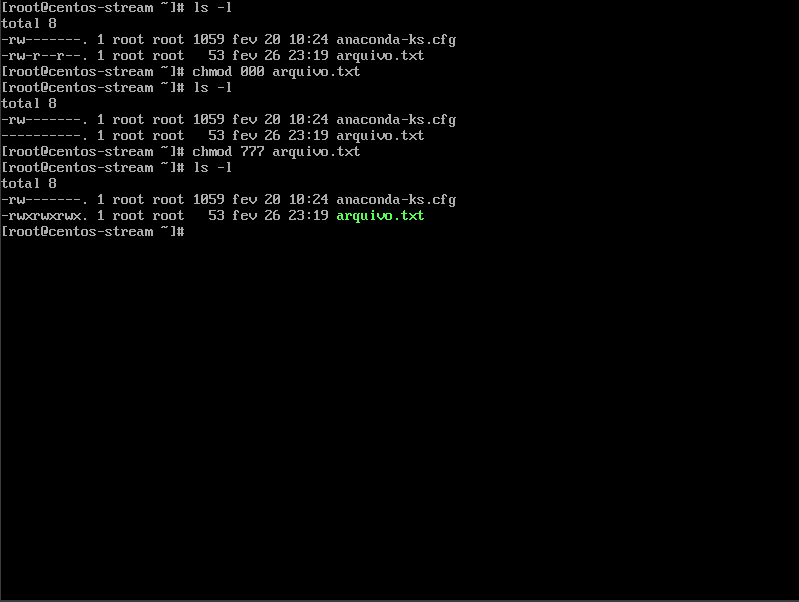 [root@centos-stream ~]# ls -l
total 8
-rw-------. 1 root root 1059 fev 20 10:24 anaconda-ks.cfg
-rw-r--r--. 1 root root   53 fev 26 23:19 arquivo.txt
[root@centos-stream ~]# chmod 000 arquivo.txt
[root@centos-stream ~]# ls -l
total 8
-rw-------. 1 root root 1059 fev 20 10:24 anaconda-ks.cfg
----------. 1 root root   53 fev 26 23:19 arquivo.txt
[root@centos-stream ~]# chmod 777 arquivo.txt
[root@centos-stream ~]# ls -l
total 8
-rw-------. 1 root root 1059 fev 20 10:24 anaconda-ks.cfg
-rwxrwxrwx. 1 root root   53 fev 26 23:19 arquivo.txt
[root@centos-stream ~]#